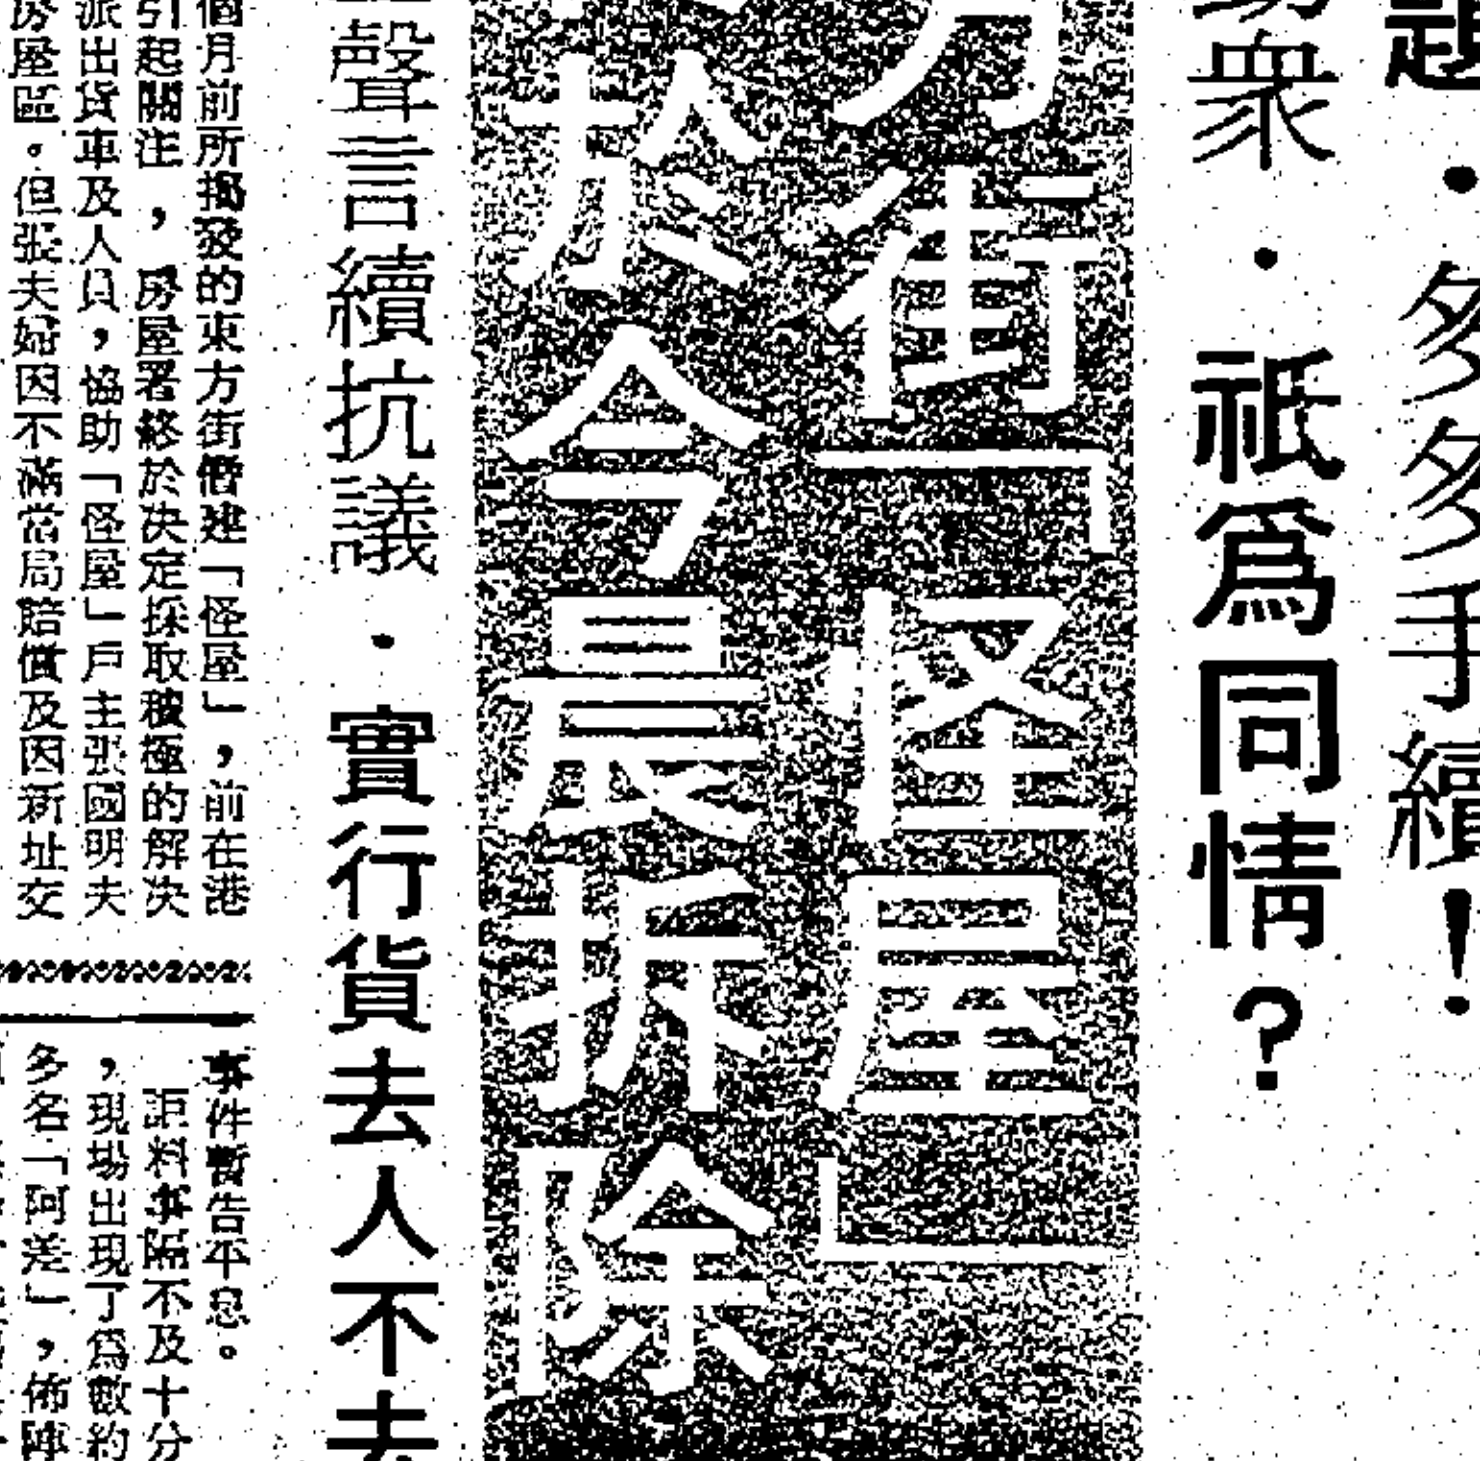 題・多多手續！
衆・祇爲同情？
方街「怪屋」
於今晨拆除
聲言續抗議・實行貨去人不去
個月前所揭發的東方街僭建「怪屋」，前在港
引起關注，房屋署終於决定採取積極的解决
派出貨車及人員，協助「怪屋」戶主張國明夫
房屋區。但張夫婦因不滿當局賠償及因新址交
事件暫告平息。
詎料事隔不及十分
，現場出現了爲數約
多名「阿差」，佈陣